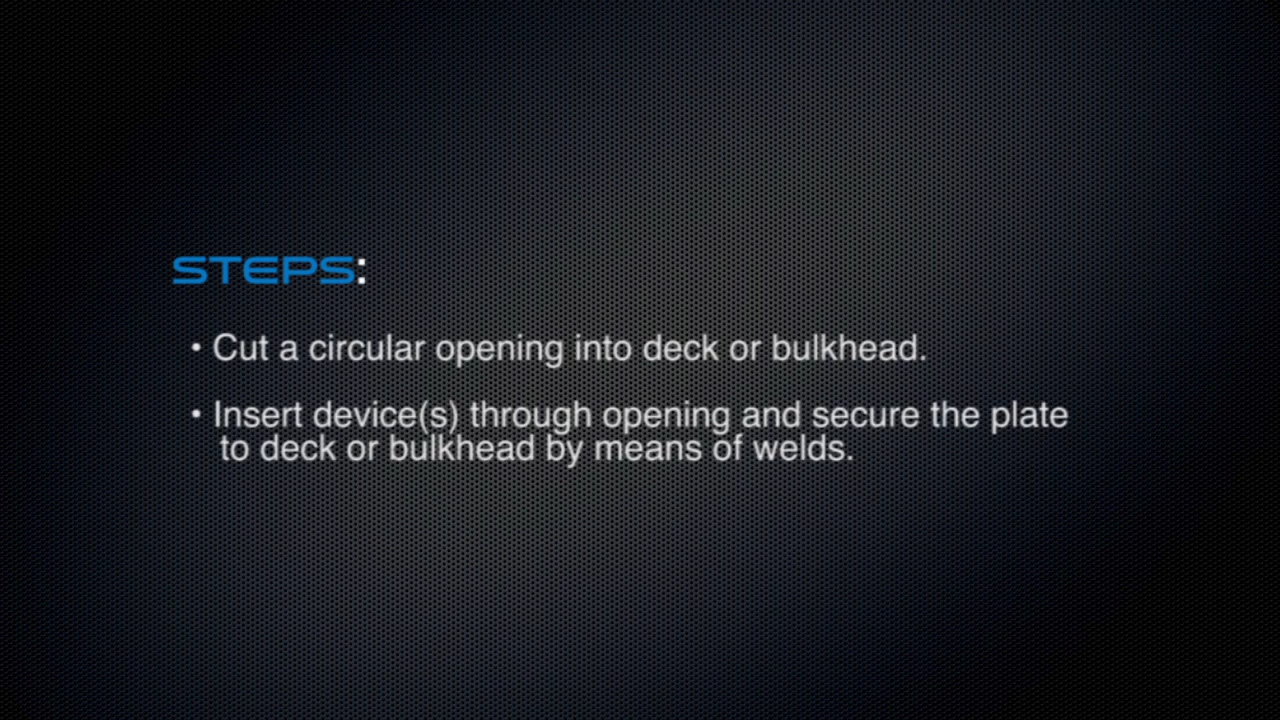 STEPS:
• Cut a circular opening into deck or bulkhead.
• Insert device(s) through opening and secure the plate
to deck or bulkhead by means of welds.